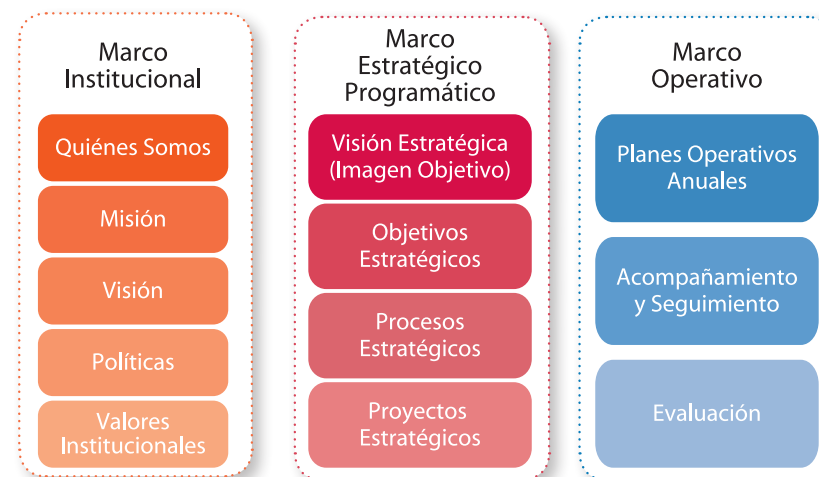 Marco
Institucional
Quiénes Somos
Misión
Visión
Políticas
Valores
Institucionales
Marco
Estratégico
Programático
Visión Estratégica
(Imagen Objetivo)
Objetivos
Estratégicos
Procesos
Estratégicos
Proyectos
Estratégicos
Marco
Operativo
Planes Operativos
Anuales
Acompañamiento
y Seguimiento
Evaluación